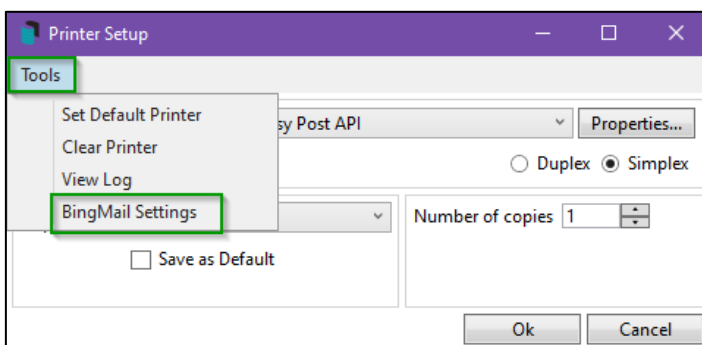 Printer Setup
Tools
Set Default Printer
sy Post API
Properties...
Clear Printer
Duplex
Simplex
View Log
BingMail Settings
Number of copies 1
Save as Default
Ok
Cancel